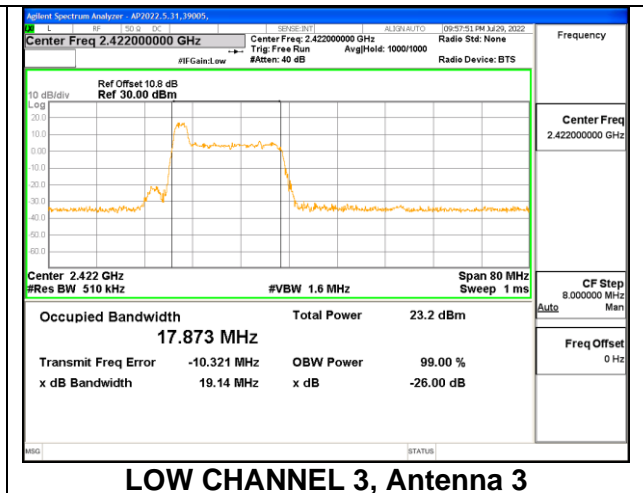 Agilent Spectrum Analyzer - AP2022.5.31,39005,
L RF 50 Ω DC SENSE:INT ALIGN AUTO 09:57:51 PM Jul 29, 2022
Center Freq 2.422000000 GHz
Center Freq: 2.422000000 GHz
Radio Std: None
Trig: Free Run Avg|Hold: 1000/1000
#IFGain:Low #Atten: 40 dB Radio Device: BTS
Frequency
Ref Offset 10.8 dB
10 dB/div Ref 30.00 dBm
Log
20.0
10.0
0.00
-10.0
-20.0
-30.0
-40.0
-50.0
-60.0
Center 2.422 GHz Span 80 MHz
#Res BW 510 kHz #VBW 1.6 MHz Sweep 1 ms
Center Freq
2.422000000 GHz
CF Step
8.000000 MHz
Auto Man
Freq Offset
0 Hz
Occupied Bandwidth Total Power 23.2 dBm
17.873 MHz
Transmit Freq Error -10.321 MHz OBW Power 99.00 %
x dB Bandwidth 19.14 MHz x dB -26.00 dB
MSG STATUS
LOW CHANNEL 3, Antenna 3